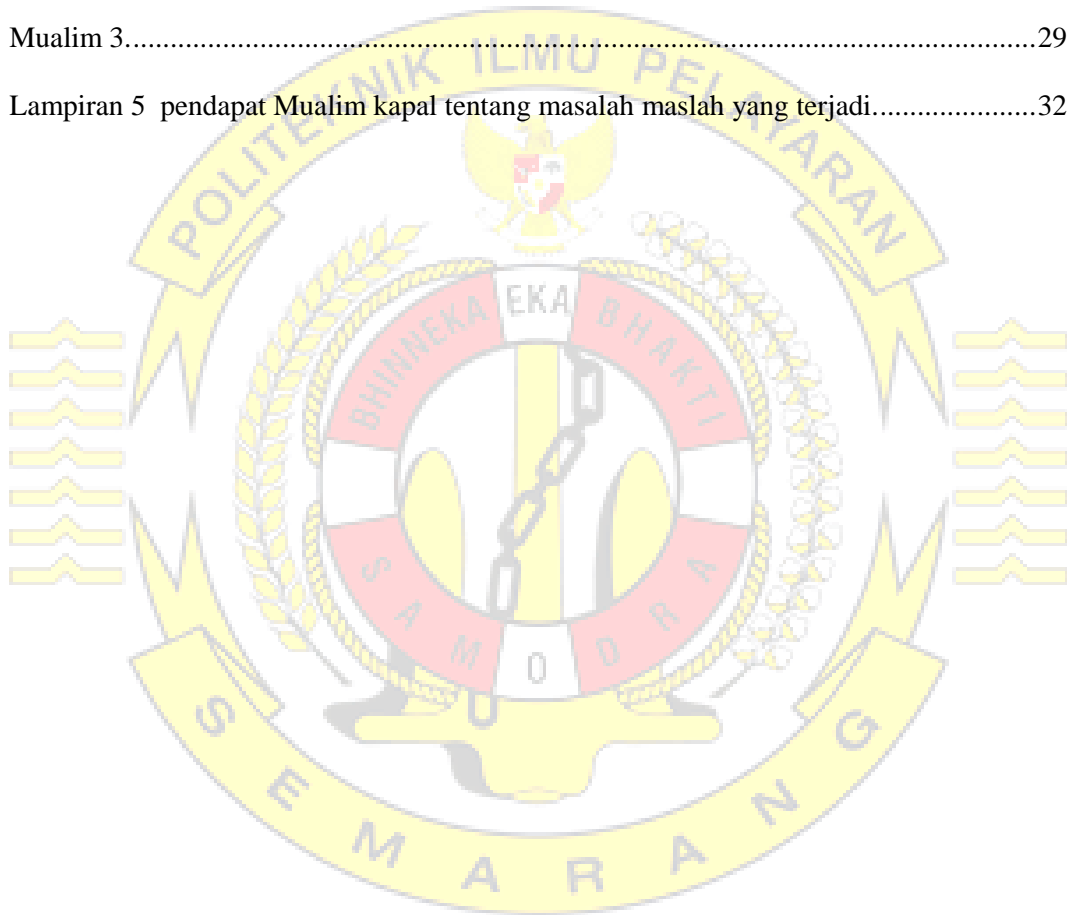 Mualim 3.............................................................................................................................29
Lampiran 5  pendapat Mualim kapal tentang masalah maslah yang terjadi......................32
POLITEKNIK ILMU PELAYARAN
BHINNEKA EKA BHAKTI
SAMODRA
SEMARANG